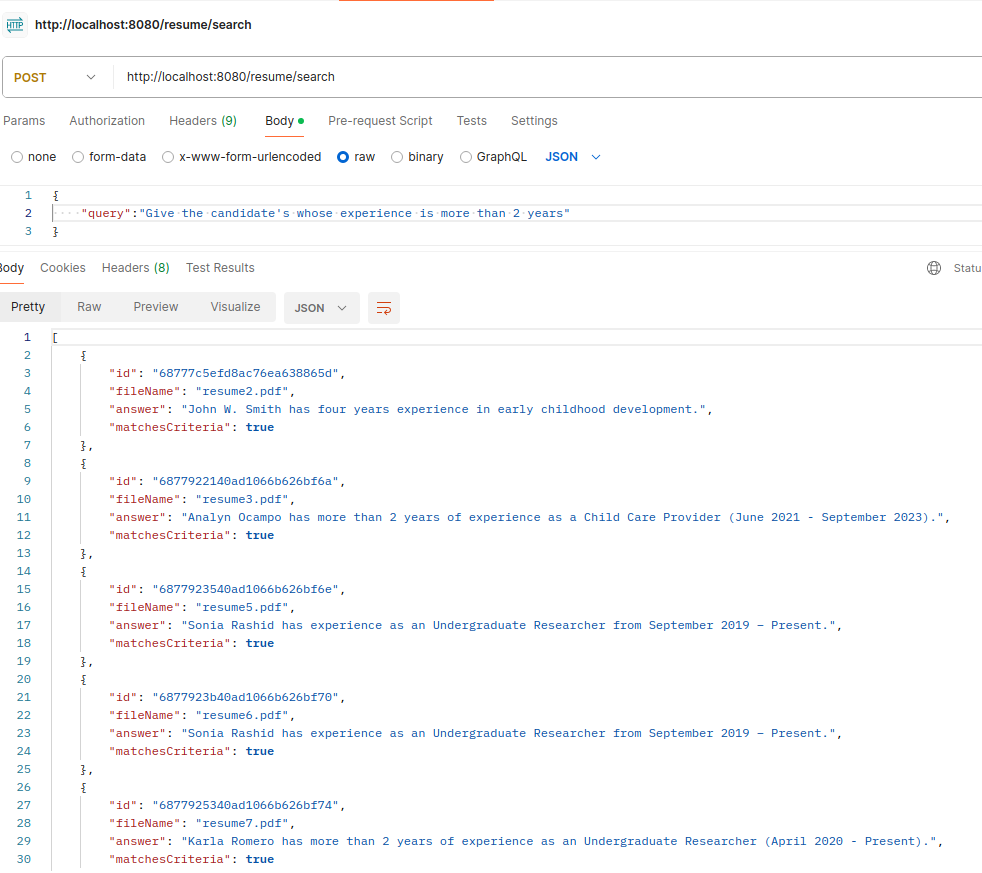 HTTP http://localhost:8080/resume/search
POST http://localhost:8080/resume/search
Params Authorization Headers (9) Body Pre-request Script Tests Settings
none form-data x-www-form-urlencoded raw binary GraphQL JSON
1 {
2 ····"query":"Give·the·candidate's·whose·experience·is·more·than·2·years"
3 }
Body Cookies Headers (8) Test Results Statu
Pretty Raw Preview Visualize JSON
1 [
2 {
3 "id": "68777c5efd8ac76ea638865d",
4 "fileName": "resume2.pdf",
5 "answer": "John W. Smith has four years experience in early childhood development.",
6 "matchesCriteria": true
7 },
8 {
9 "id": "6877922140ad1066b626bf6a",
10 "fileName": "resume3.pdf",
11 "answer": "Analyn Ocampo has more than 2 years of experience as a Child Care Provider (June 2021 - September 2023).",
12 "matchesCriteria": true
13 },
14 {
15 "id": "6877923540ad1066b626bf6e",
16 "fileName": "resume5.pdf",
17 "answer": "Sonia Rashid has experience as an Undergraduate Researcher from September 2019 – Present.",
18 "matchesCriteria": true
19 },
20 {
21 "id": "6877923b40ad1066b626bf70",
22 "fileName": "resume6.pdf",
23 "answer": "Sonia Rashid has experience as an Undergraduate Researcher from September 2019 – Present.",
24 "matchesCriteria": true
25 },
26 {
27 "id": "6877925340ad1066b626bf74",
28 "fileName": "resume7.pdf",
29 "answer": "Karla Romero has more than 2 years of experience as an Undergraduate Researcher (April 2020 - Present).",
30 "matchesCriteria": true